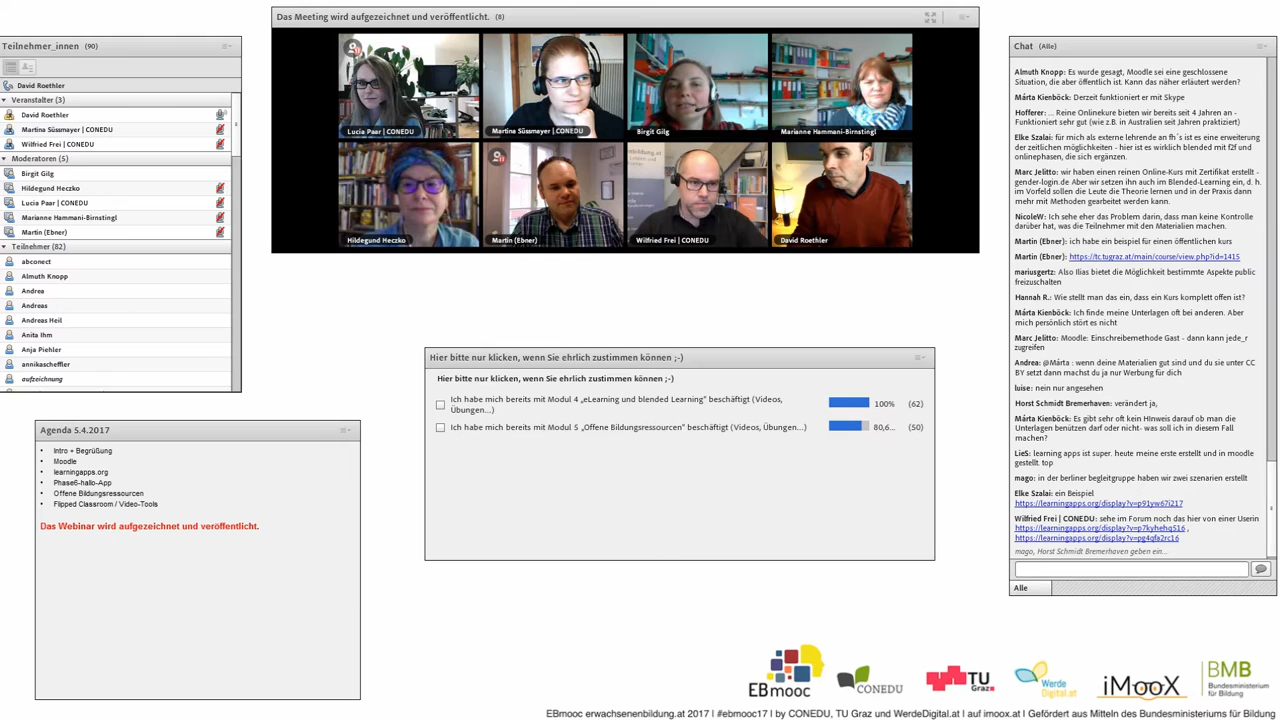 Das Meeting wird aufgezeichnet und veröffentlicht. (8)
Lucia Paar | CONEDU
Martina Süssmayer | CONEDU
Birgit Gilg
Marianne Hammani-Birnstingl
Hildegund Heczko
Martin (Ebner)
Wilfried Frei | CONEDU
David Roethler
Teilnehmer_innen (90)
David Roethler
Veranstalter (3)
David Roethler
Martina Süssmayer | CONEDU
Wilfried Frei | CONEDU
Moderatoren (5)
Birgit Gilg
Hildegund Heczko
Lucia Paar | CONEDU
Marianne Hammani-Birnstingl
Martin (Ebner)
Teilnehmer (82)
abconect
Almuth Knopp
Andrea
Andreas
Andreas Heil
Anita Ihm
Anja Piehler
annikascheffler
aufzeichnung
Agenda 5.4.2017
• Intro + Begrüßung
• Moodle
• learningapps.org
• Phase6-hallo-App
• Offene Bildungsressourcen
• Flipped Classroom / Video-Tools
Das Webinar wird aufgezeichnet und veröffentlicht.
Hier bitte nur klicken, wenn Sie ehrlich zustimmen können ;-)
Hier bitte nur klicken, wenn Sie ehrlich zustimmen können ;-)
Ich habe mich bereits mit Modul 4 „eLearning und blended Learning" beschäftigt (Videos,
Übungen...)
100% (62)
Ich habe mich bereits mit Modul 5 „Offene Bildungsressourcen" beschäftigt (Videos, Übungen...)
80,6... (50)
Chat (Alle)
Almuth Knopp: Es wurde gesagt, Moodle sei eine geschlossene
Situation, die aber öffentlich ist. Kann das näher erläutert werden?
Márta Kienböck: Derzeit funktioniert er mit Skype
Hofferer: ... Reine Onlinekure bieten wir bereits seit 4 Jahren an -
Funktioniert sehr gut (wie z.B. in Australien seit Jahren praktiziert)
Elke Szalai: für mich als externe lehrende an fh´s ist es eine erweiterung
der zeitlichen möglichkeiten - hier ist es wirklich blended mit f2f und
onlinephasen, die sich ergänzen.
Marc Jelitto: wir haben einen reinen Online-Kurs mit Zertifikat erstellt -
gender-login.de Aber wir setzen ihn auch im Blended-Learning ein, d. h.
im Vorfeld sollen die Leute die Theorie lernen und in der Praxis dann
mehr mit Methoden gearbeitet werden kann.
NicoleW: Ich sehe eher das Problem darin, dass man keine Kontrolle
darüber hat, was die Teilnehmer mit den Materialien machen.
Martin (Ebner): ich habe ein beispiel für einen öffentlichen kurs
Martin (Ebner): https://tc.tugraz.at/main/course/view.php?id=1415
mariusgertz: Also Ilias bietet die Möglichkeit bestimmte Aspekte public
freizuschalten
Hannah R.: Wie stellt man das ein, dass ein Kurs komplett offen ist?
Márta Kienböck: Ich finde meine Unterlagen oft bei anderen. Aber
mich persönlich stört es nicht
Marc Jelitto: Moodle: Einschreibemethode Gast - dann kann jede_r
zugreifen
Andrea: @Márta : wenn deine Materialien gut sind und du sie unter CC
BY setzt dann machst du ja nur Werbung für dich
luise: nein nur angesehen
Horst Schmidt Bremerhaven: verändert ja,
Márta Kienböck: Es gibt sehr oft kein Hinweis darauf ob man die
Unterlagen benützen darf oder nicht- was soll ich in diesem Fall
machen?
LieS: learning apps ist super. heute meine erste erstellt und in moodle
gestellt. top
mago: in der berliner begleitgruppe haben wir zwei szenarien erstellt
Elke Szalai: ein Beispiel
https://learningapps.org/display?v=p91yw67i217
Wilfried Frei | CONEDU: sehe im Forum noch das hier von einer Userin
https://learningapps.org/display?v=p7kyhehq516 ,
https://learningapps.org/display?v=pg4qfa2rc16
mago, Horst Schmidt Bremerhaven geben ein...
Alle
EBmooc
CONEDU
TU Graz
Werde Digital.at
iMooX
BMB
Bundesministerium
für Bildung
EBmooc erwachsenenbildung.at 2017 | #ebmooc17 | by CONEDU, TU Graz und WerdeDigital.at | auf imoox.at | Gefördert aus Mitteln des Bundesministeriums für Bildung